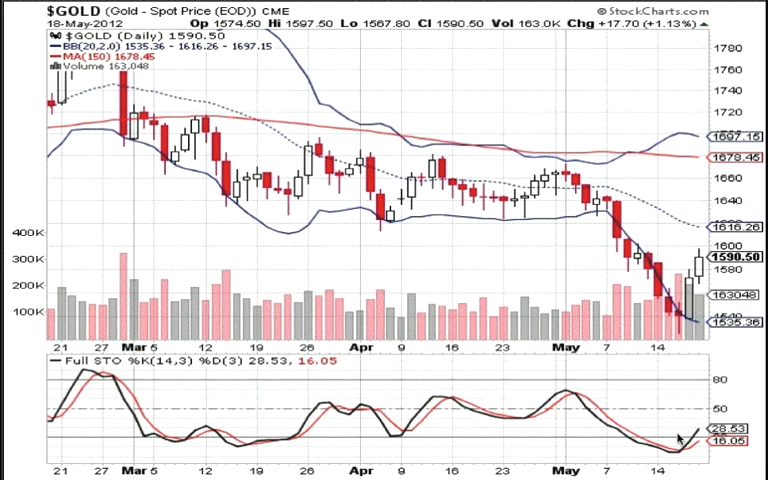 $GOLD (Gold - Spot Price (EOD)) CME © StockCharts.com
18-May-2012 Op 1574.50 Hi 1597.50 Lo 1567.80 Cl 1590.50 Vol 163.0K Chg +17.70 (+1.13%)
$GOLD (Daily) 1590.50
BB(20,2.0) 1535.36 - 1616.26 - 1697.15
MA(150) 1678.45
Volume 163,048
1780
1760
1740
1720
1697.15
1678.45
1660
1640
1616.26
400K
1600
300K
1590.50
1580
200K
163048
100K
1535.36
21 27 Mar 5 12 19 26 Apr 9 16 23 May 7 14
Full STO %K(14,3) %D(3) 28.53, 16.05
80
50
28.53
16.05
21 27 Mar 5 12 19 26 Apr 9 16 23 May 7 14